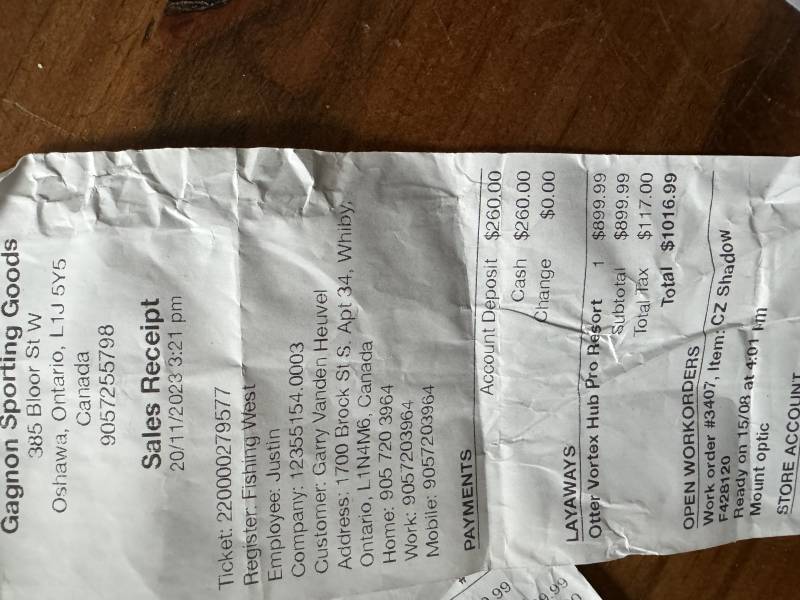 Gagnon Sporting Goods
385 Bloor St W
Oshawa, Ontario, L1J 5Y5
Canada
9057255798
Sales Receipt
20/11/2023 3:21 pm
Ticket: 220000279577
Register: Fishing West
Employee: Justin
Company: 12355154.0003
Customer: Garry Vanden Heuvel
Address: 1700 Brock St S, Apt 34, Whiby,
Ontario, L1N4M6, Canada
Home: 905 720 3964
Work: 9057203964
Mobile: 9057203964
PAYMENTS
Account Deposit $260.00
Cash $260.00
Change $0.00
LAYAWAYS
Otter Vortex Hub Pro Resort 1 $899.99
Subtotal $899.99
Total Tax $117.00
Total $1016.99
OPEN WORKORDERS
Work order #3407, Item: CZ Shadow
F428120
Ready on 15/08 at 4:01 pm
Mount optic
STORE ACCOUNT
9.99
9.99